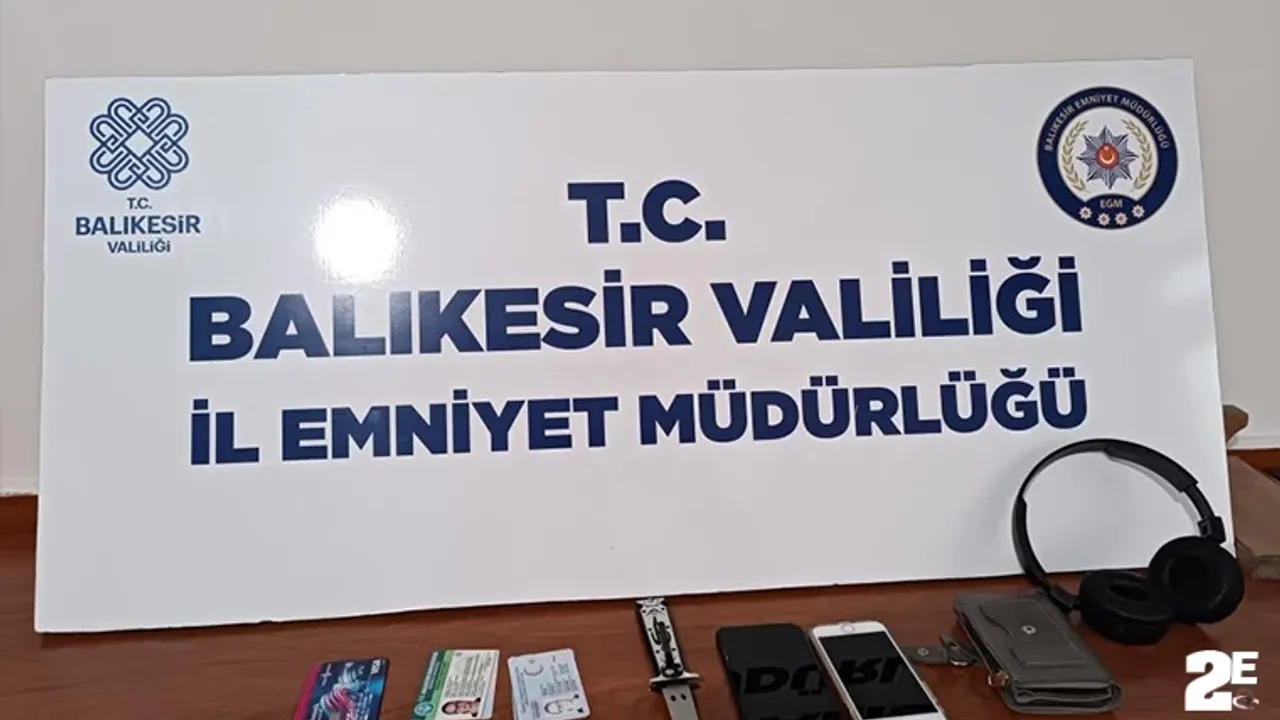 T.C.
BALIKESİR
VALİLİĞİ
BALIKESİR EMNİYET MÜDÜRLÜĞÜ
EGM
T.C.
BALIKESİR VALİLİĞİ
İL EMNİYET MÜDÜRLÜĞÜ
2E